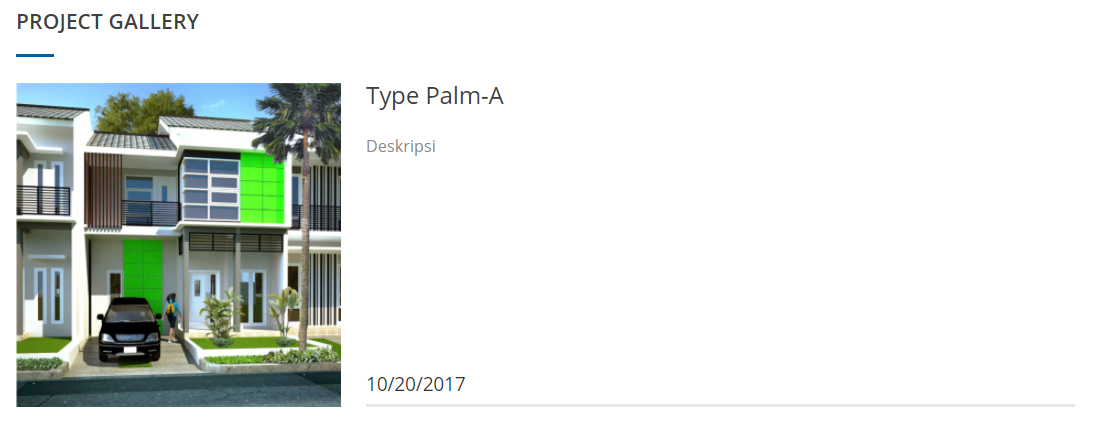 PROJECT GALLERY
Type Palm-A
Deskripsi
10/20/2017